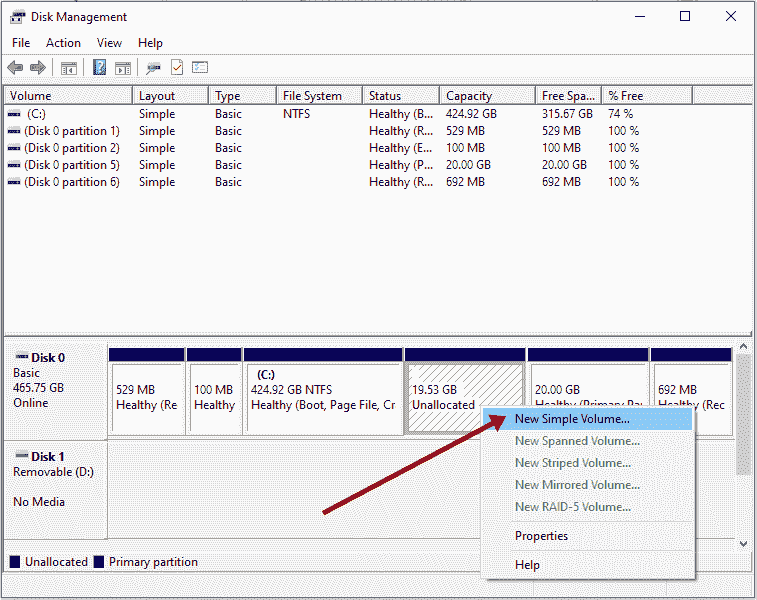 Disk Management
File Action View Help
Volume Layout Type File System Status Capacity Free Spa... % Free
(C:) Simple Basic NTFS Healthy (B... 424.92 GB 315.67 GB 74 %
(Disk 0 partition 1) Simple Basic Healthy (R... 529 MB 529 MB 100 %
(Disk 0 partition 2) Simple Basic Healthy (E... 100 MB 100 MB 100 %
(Disk 0 partition 5) Simple Basic Healthy (P... 20.00 GB 20.00 GB 100 %
(Disk 0 partition 6) Simple Basic Healthy (R... 692 MB 692 MB 100 %
Disk 0
Basic
465.75 GB
Online
529 MB
Healthy (Re
100 MB
Healthy
(C:)
424.92 GB NTFS
Healthy (Boot, Page File, Cr
19.53 GB
Unallocated
20.00 GB
Healthy (Primary Pa
692 MB
Healthy (Rec
New Simple Volume...
New Spanned Volume...
New Striped Volume...
New Mirrored Volume...
New RAID-5 Volume...
Properties
Help
Disk 1
Removable (D:)
No Media
Unallocated Primary partition